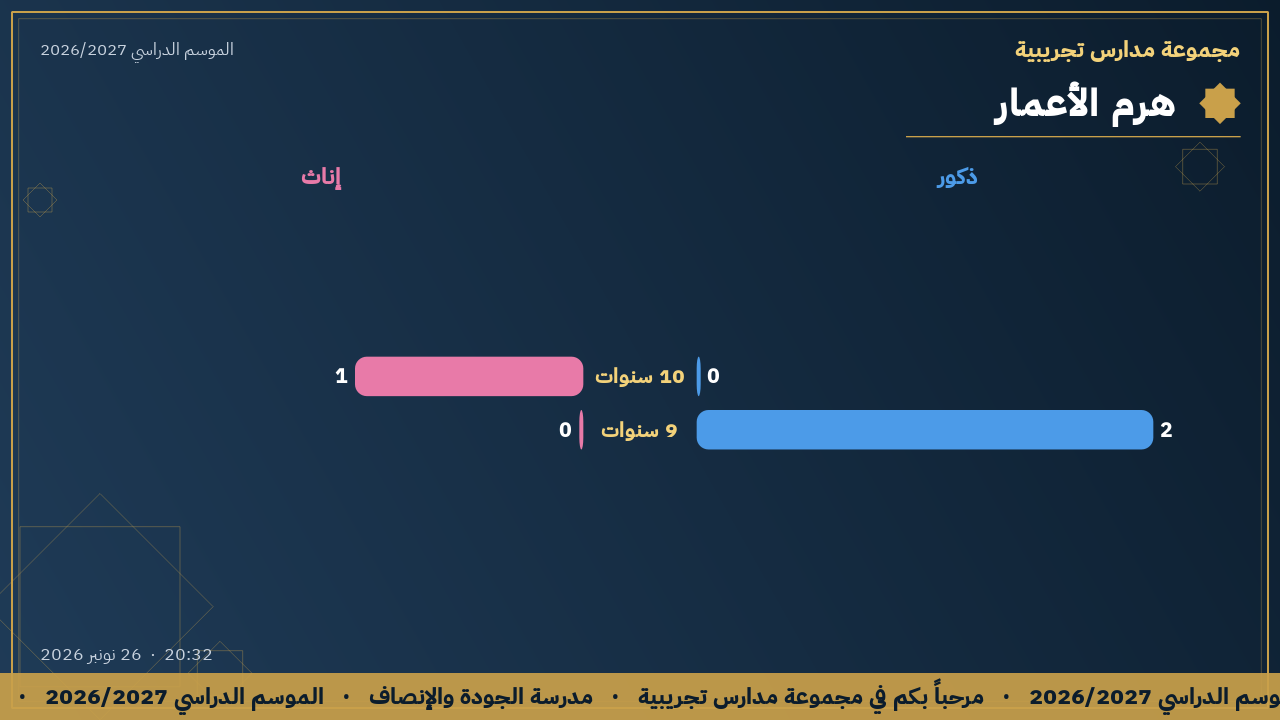 مجموعة مدارس تجريبية
الموسم الدراسي 2026/2027
هرم الأعمار
ذكور
إناث
0
10 سنوات
1
2
9 سنوات
0
20:32 · 26 نونبر 2026
الدراسي 2026/2027 · مرحباً بكم في مجموعة مدارس تجريبية · مدرسة الجودة والإنصاف · الموسم الدراسي 2026/2027 ·